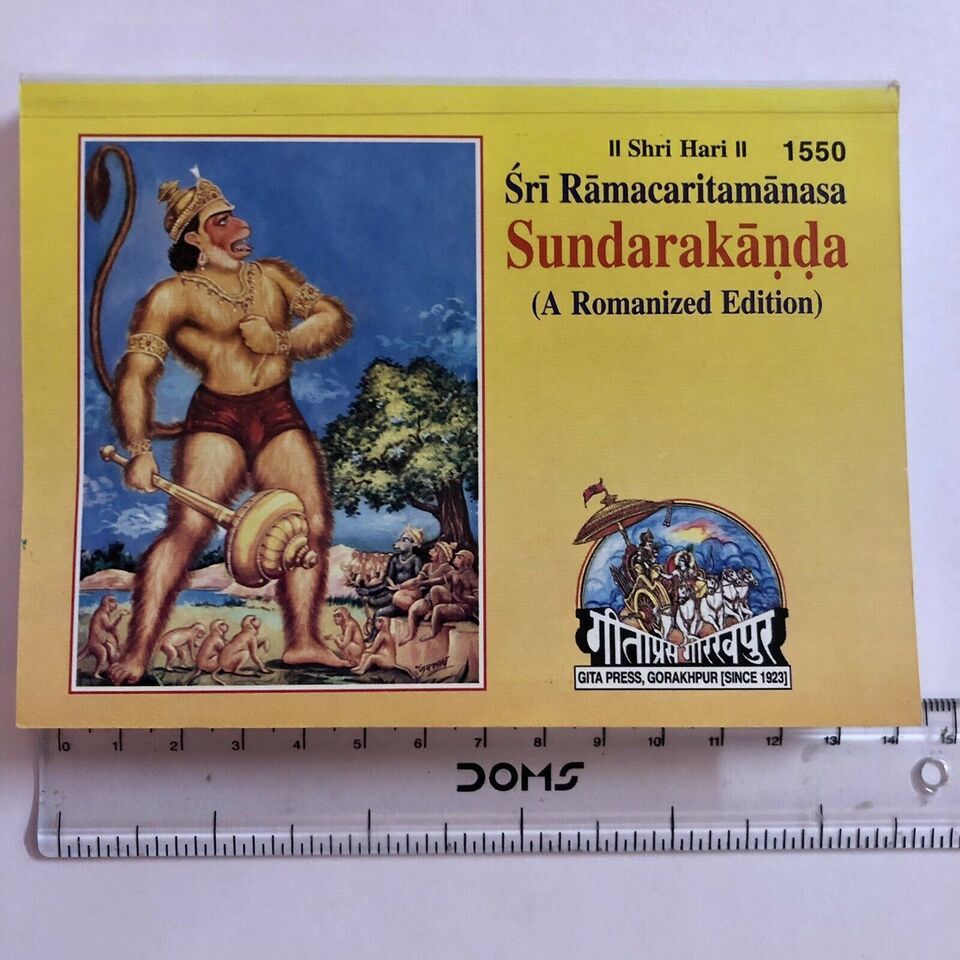 ॥ Shri Hari ॥ 1550
Śrī Rāmacaritamānasa
Sundarakāṇḍa
(A Romanized Edition)
गीताप्रेस गोरखपुर
GITA PRESS, GORAKHPUR [SINCE 1923]
0 1 2 3 4 5 6 7 8 9 10 11 12 13 14 15
DOMS